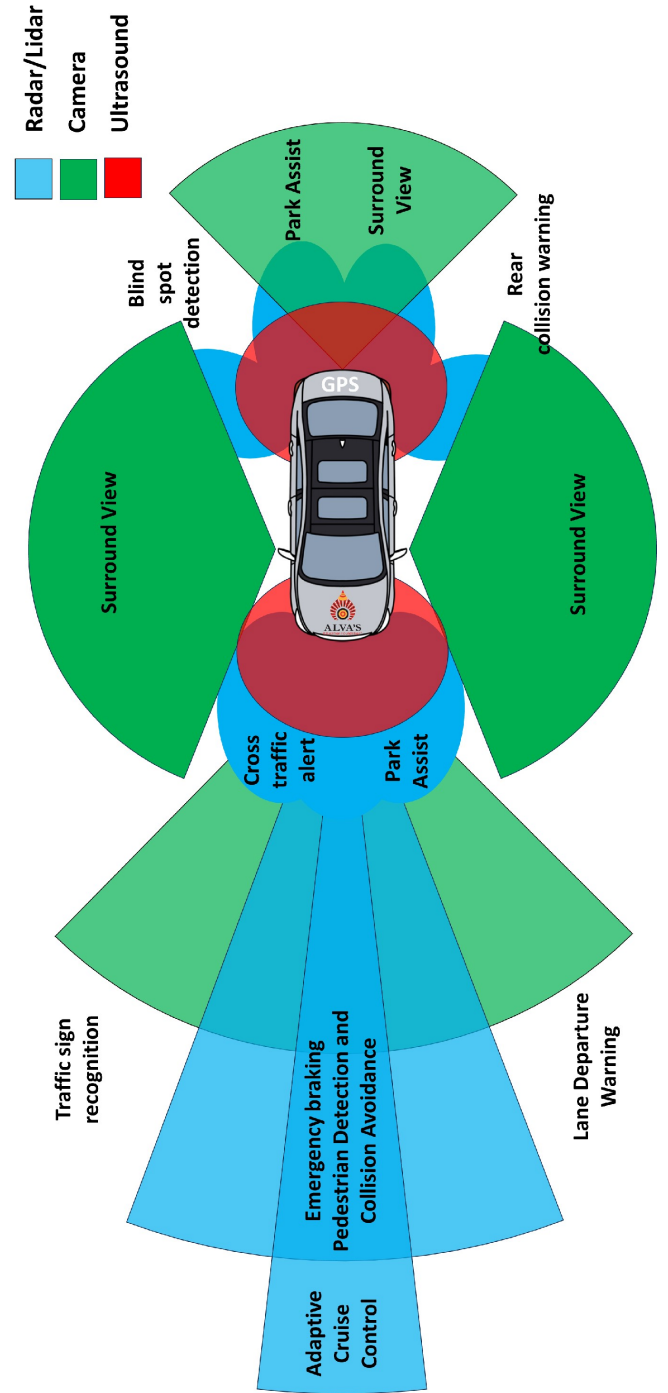 Radar/Lidar
Camera
Ultrasound
Traffic sign
recognition
Surround View
Blind
spot
detection
Adaptive
Cruise
Control
Emergency braking
Pedestrian Detection and
Collision Avoidance
Cross
traffic
alert
Park
Assist
ALVA'S
GPS
Park Assist
Surround
View
Lane Departure
Warning
Surround View
Rear
collision warning